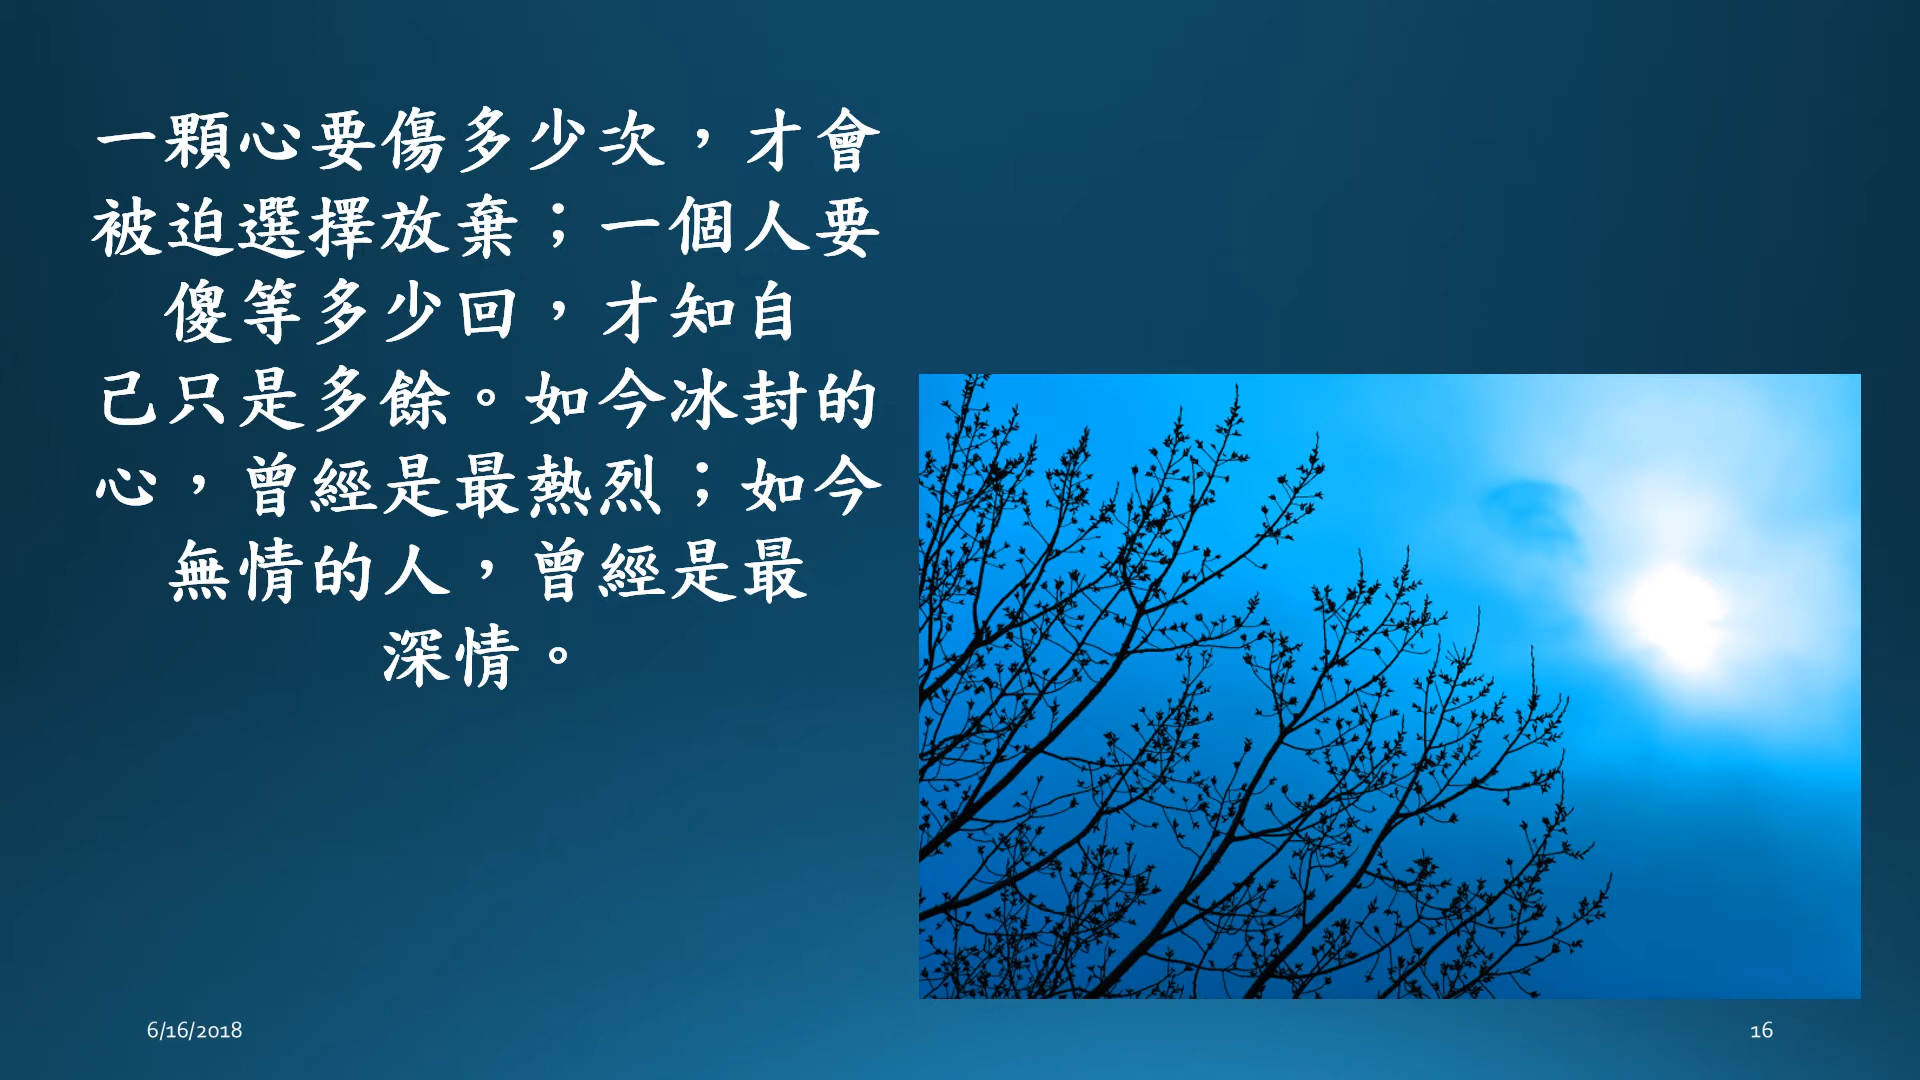 一顆心要傷多少次，才會
被迫選擇放棄；一個人要
傻等多少回，才知自
己只是多餘。如今冰封的
心，曾經是最熱烈；如今
無情的人，曾經是最
深情。
6/16/2018
16